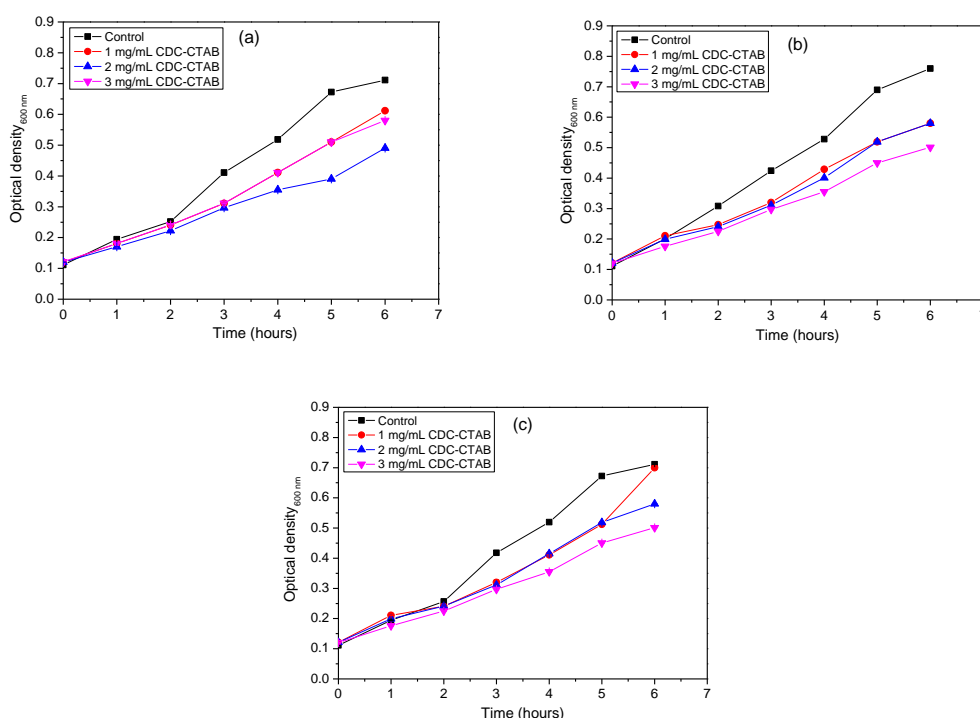 (a)
Control
1 mg/mL CDC-CTAB
2 mg/mL CDC-CTAB
3 mg/mL CDC-CTAB
Optical density600 nm
0.9
0.8
0.7
0.6
0.5
0.4
0.3
0.2
0.1
0.0
0 1 2 3 4 5 6 7
Time (hours)
(b)
Control
1 mg/mL CDC-CTAB
2 mg/mL CDC-CTAB
3 mg/mL CDC-CTAB
Optical density600 nm
0.9
0.8
0.7
0.6
0.5
0.4
0.3
0.2
0.1
0.0
0 1 2 3 4 5 6 7
Time (hours)
(c)
Control
1 mg/mL CDC-CTAB
2 mg/mL CDC-CTAB
3 mg/mL CDC-CTAB
Optical density600 nm
0.9
0.8
0.7
0.6
0.5
0.4
0.3
0.2
0.1
0.0
0 1 2 3 4 5 6 7
Time (hours)